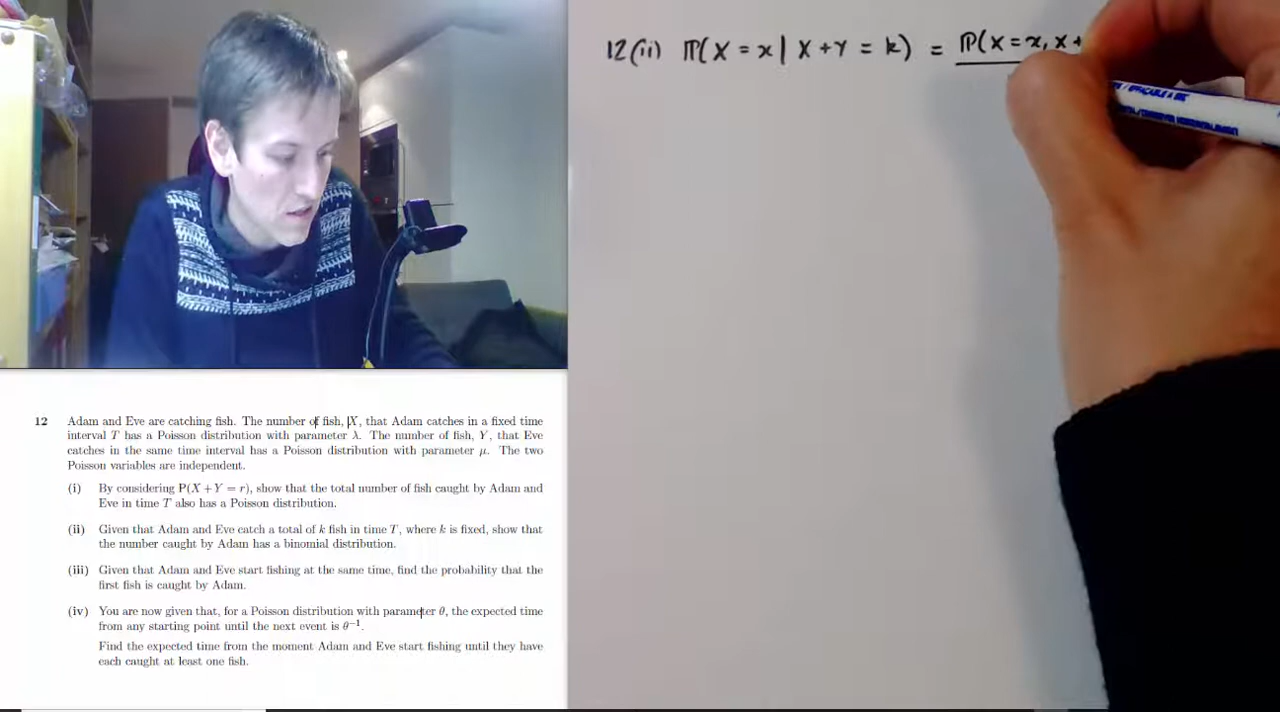 12(ii) P(X = x | X + Y = k) = P(X = x, X +
12 Adam and Eve are catching fish. The number of fish, X, that Adam catches in a fixed time
interval T has a Poisson distribution with parameter λ. The number of fish, Y, that Eve
catches in the same time interval has a Poisson distribution with parameter μ. The two
Poisson variables are independent.
(i) By considering P(X + Y = r), show that the total number of fish caught by Adam and
Eve in time T also has a Poisson distribution.
(ii) Given that Adam and Eve catch a total of k fish in time T, where k is fixed, show that
the number caught by Adam has a binomial distribution.
(iii) Given that Adam and Eve start fishing at the same time, find the probability that the
first fish is caught by Adam.
(iv) You are now given that, for a Poisson distribution with parameter θ, the expected time
from any starting point until the next event is θ⁻¹.
Find the expected time from the moment Adam and Eve start fishing until they have
each caught at least one fish.